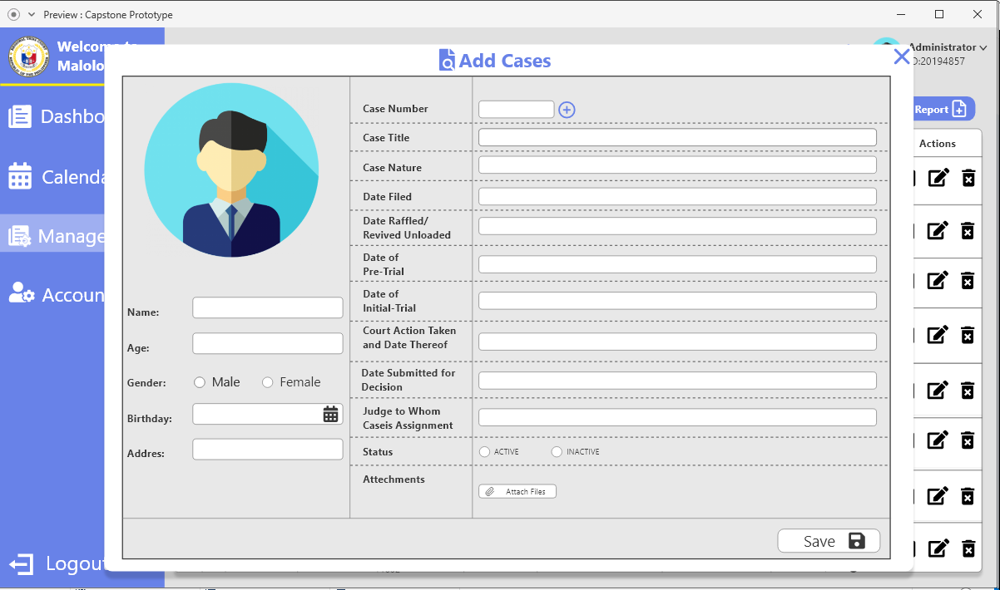 Preview : Capstone Prototype
Welcome to
Malolo
Administrator
D:20194857
Add Cases
Report
Actions
Dashbo
Calenda
Manage
Accoun
Logout
Name:
Age:
Gender:
Male
Female
Birthday:
Addres:
Case Number
Case Title
Case Nature
Date Filed
Date Raffled/
Revived Unloaded
Date of
Pre-Trial
Date of
Initial-Trial
Court Action Taken
and Date Thereof
Date Submitted for
Decision
Judge to Whom
Caseis Assignment
Status
ACTIVE
INACTIVE
Attechments
Attach Files
Save